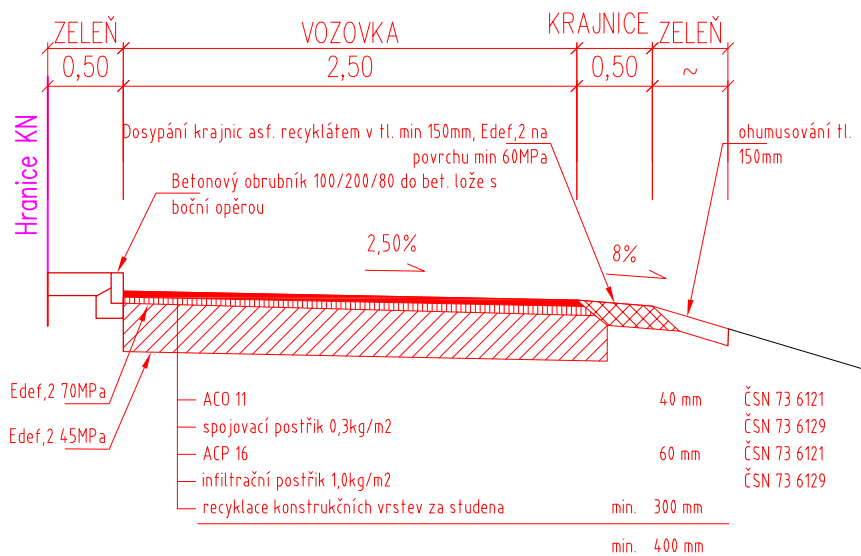 ZELEŇ VOZOVKA KRAJNICE ZELEŇ
0,50 2,50 0,50 ~
Hranice KN
Dosypání krajnic asf. recyklátem v tl. min 150mm, Edef,2 na
povrchu min 60MPa
ohumusování tl.
150mm
Betonový obrubník 100/200/80 do bet. lože s
boční opěrou
2,50%
8%
Edef,2 70MPa
Edef,2 45MPa
ACO 11 40 mm ČSN 73 6121
spojovací postřik 0,3kg/m2 ČSN 73 6129
ACP 16 60 mm ČSN 73 6121
infiltrační postřik 1,0kg/m2 ČSN 73 6129
recyklace konstrukčních vrstev za studena min. 300 mm
min. 400 mm